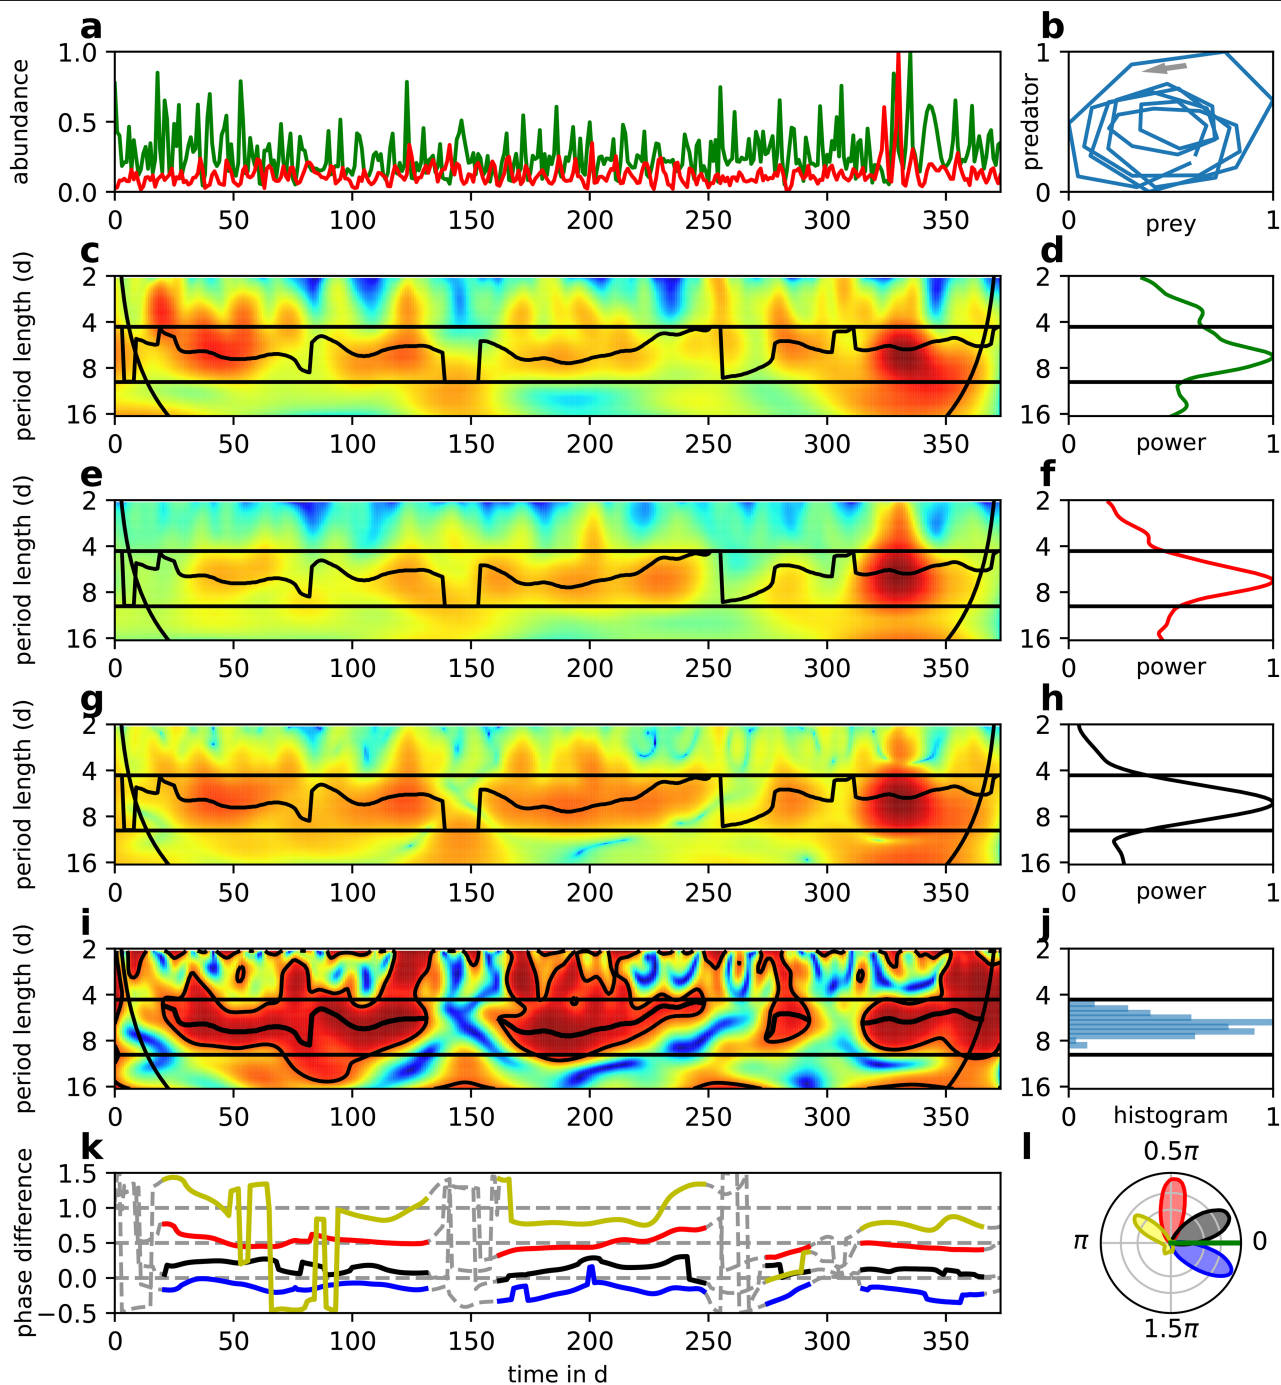 a
b
abundance
1.0
0.5
0.0
0 50 100 150 200 250 300 350
predator
1
0
0 1
prey
c
d
period length (d)
2
4
8
16
0 50 100 150 200 250 300 350
2
4
8
16
0 1
power
e
f
period length (d)
2
4
8
16
0 50 100 150 200 250 300 350
2
4
8
16
0 1
power
g
h
period length (d)
2
4
8
16
0 50 100 150 200 250 300 350
2
4
8
16
0 1
power
i
j
period length (d)
2
4
8
16
0 50 100 150 200 250 300 350
2
4
8
16
0 1
histogram
k
l
phase difference
1.5
1.0
0.5
0.0
−0.5
0 50 100 150 200 250 300 350
time in d
0.5π
π 0
1.5π